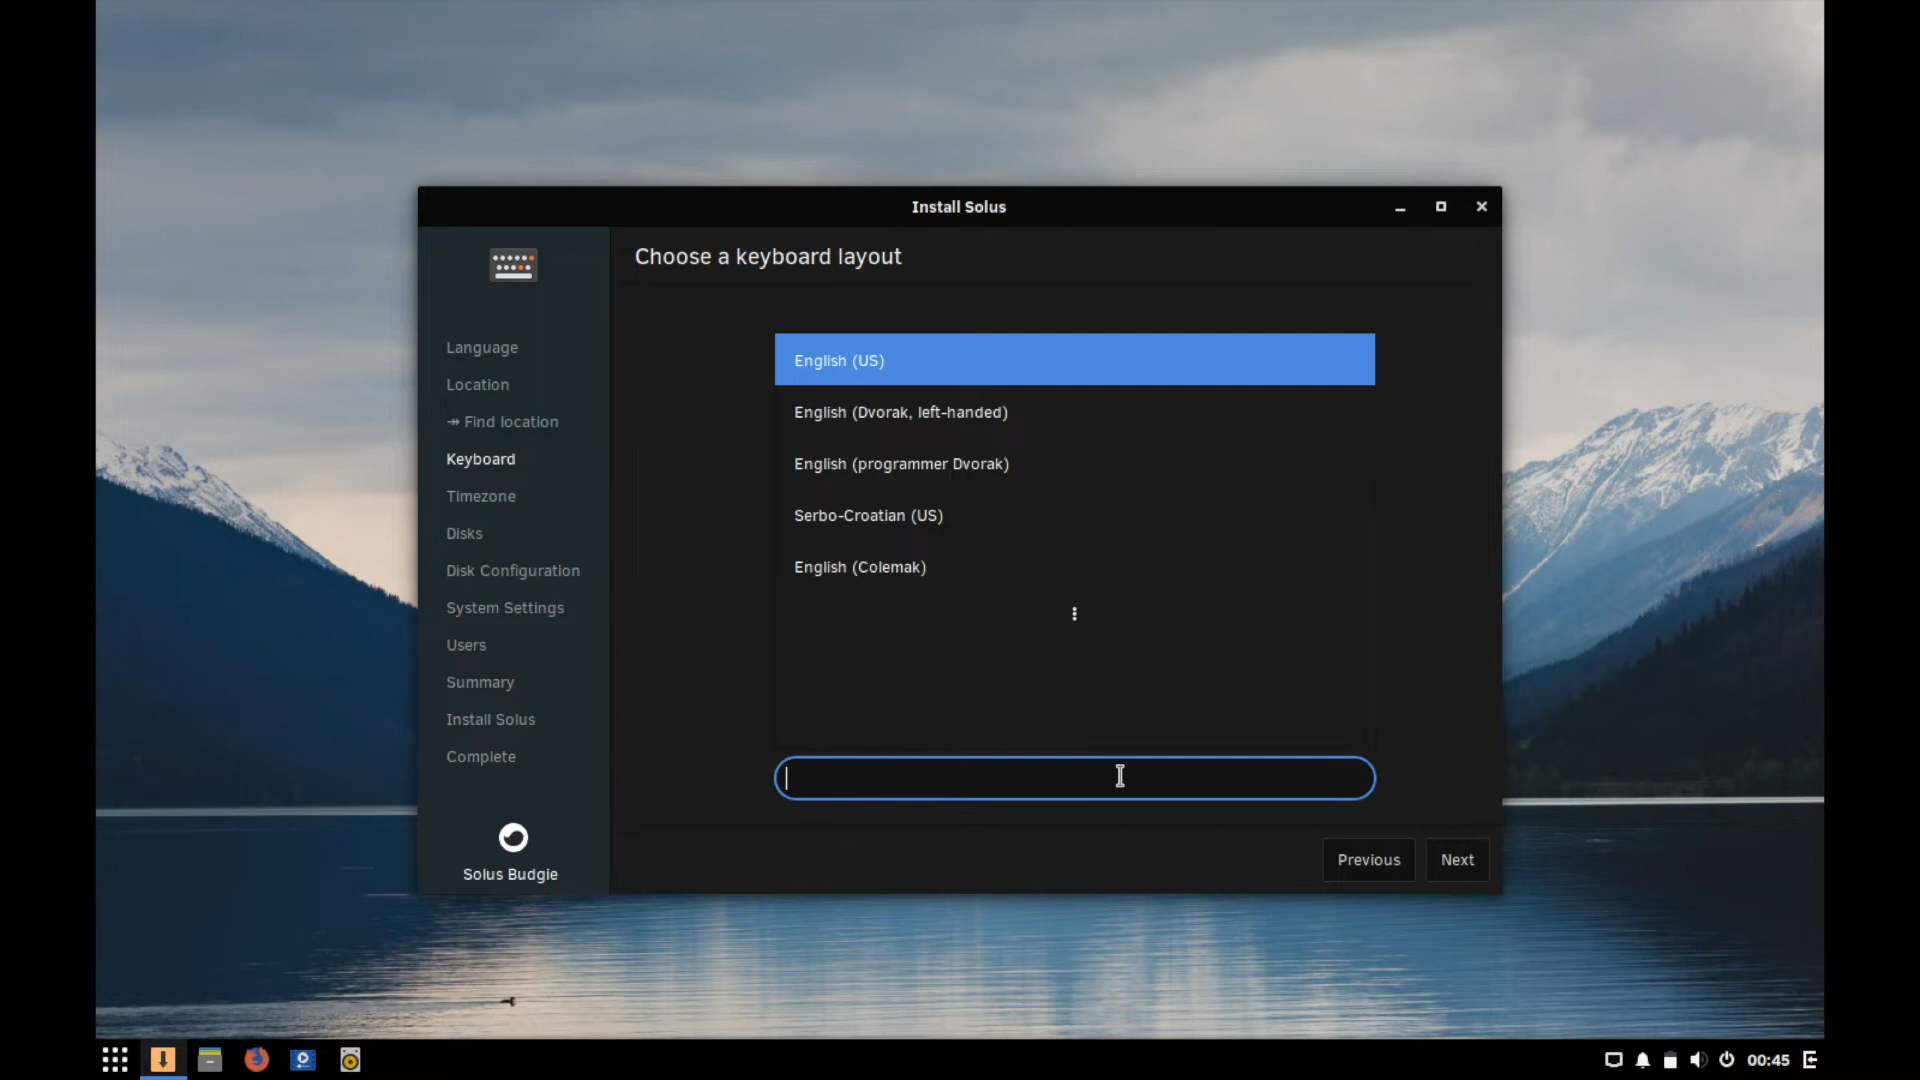 Install Solus
Choose a keyboard layout
Language
Location
↠ Find location
Keyboard
Timezone
Disks
Disk Configuration
System Settings
Users
Summary
Install Solus
Complete
Solus Budgie
English (US)
English (Dvorak, left-handed)
English (programmer Dvorak)
Serbo-Croatian (US)
English (Colemak)
Previous
Next
00:45